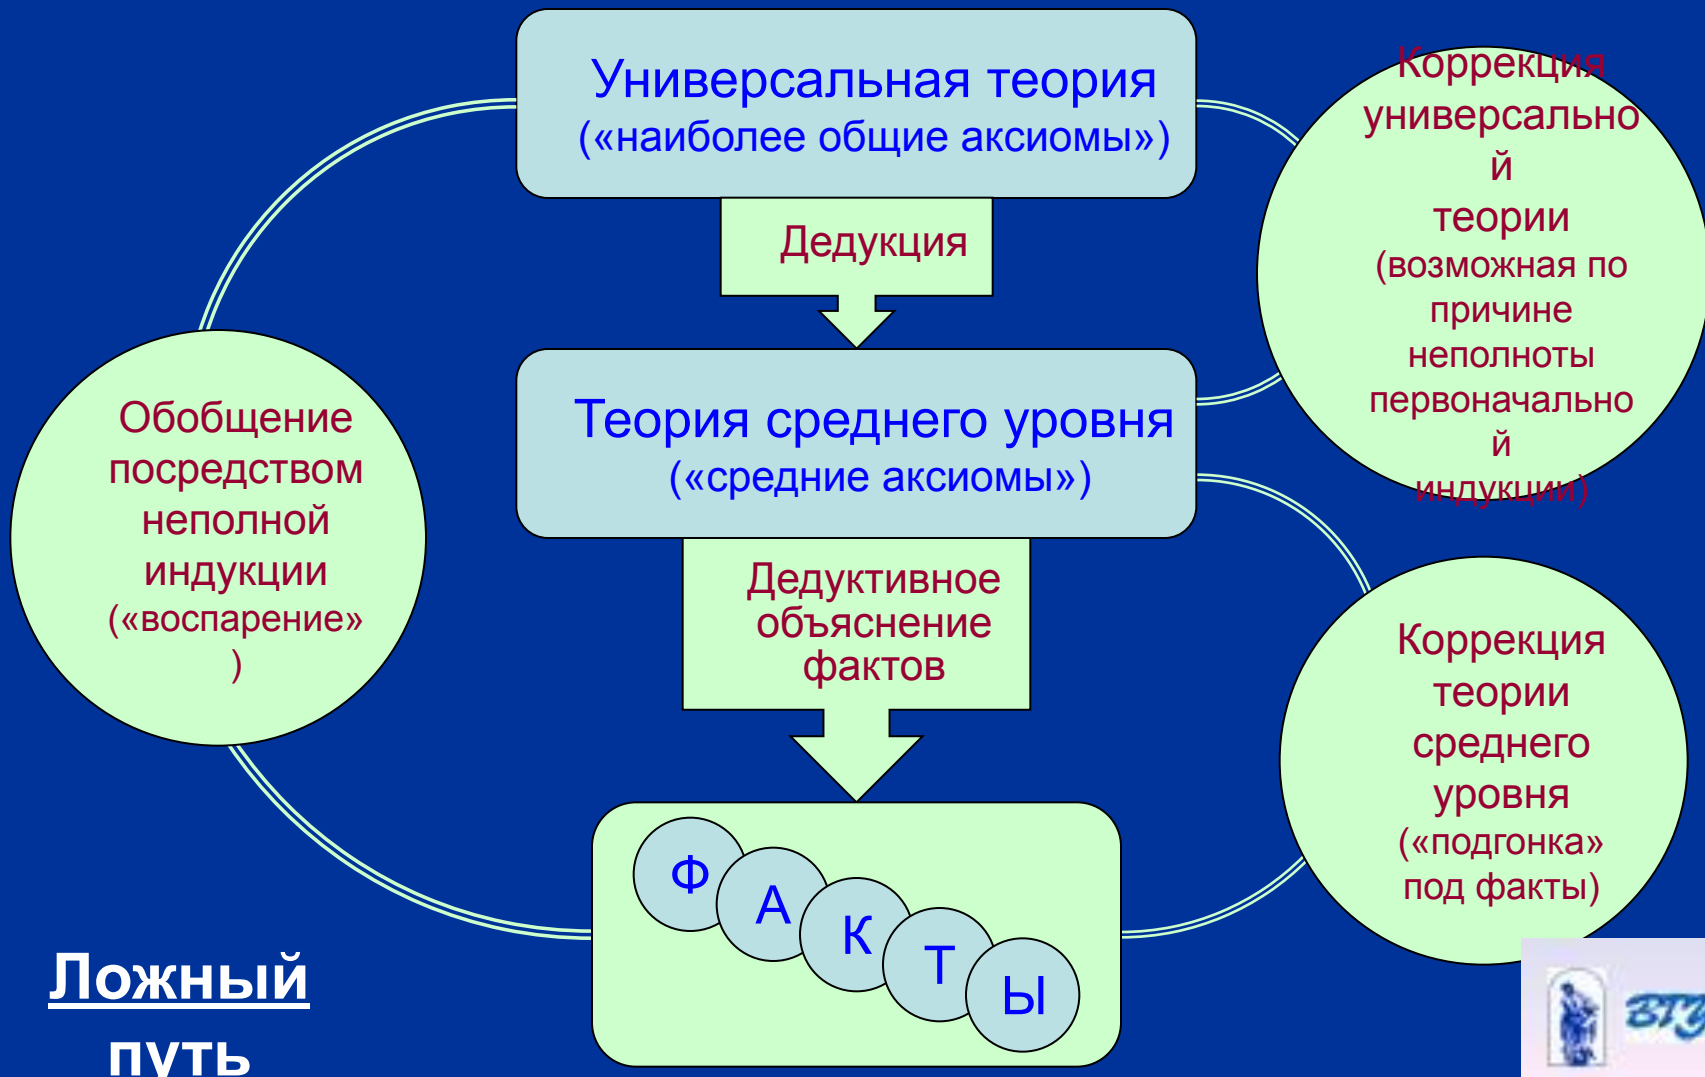 Универсальная теория
(«наиболее общие аксиомы»)
Дедукция
Теория среднего уровня
(«средние аксиомы»)
Дедуктивное
объяснение
фактов
Ф
А
К
Т
Ы
Обобщение
посредством
неполной
индукции
(«воспарение»
)
Коррекция
универсально
й
теории
(возможная по
причине
неполноты
первоначально
й
индукции)
Коррекция
теории
среднего
уровня
(«подгонка»
под факты)
Ложный
путь